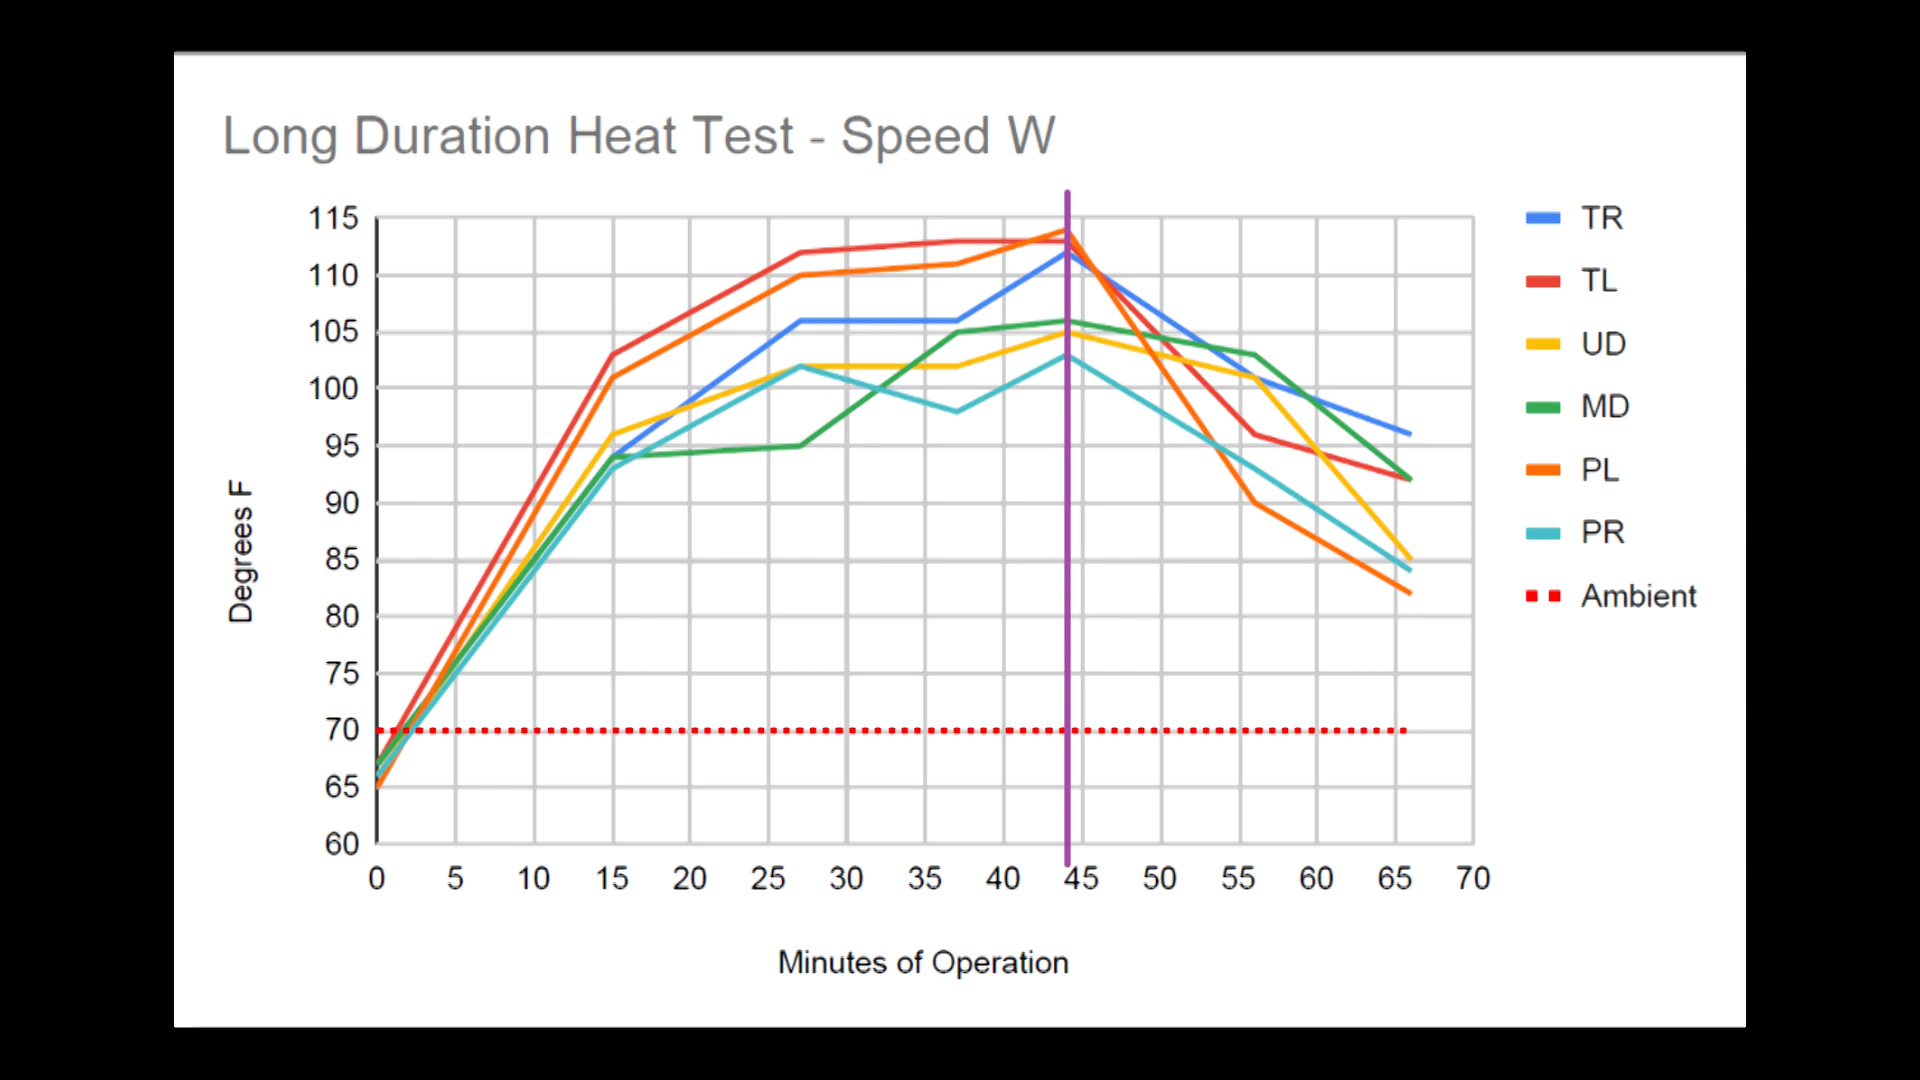 Long Duration Heat Test - Speed W
115
110
105
100
95
90
85
80
75
70
65
60
Degrees F
0 5 10 15 20 25 30 35 40 45 50 55 60 65 70
Minutes of Operation
TR
TL
UD
MD
PL
PR
Ambient